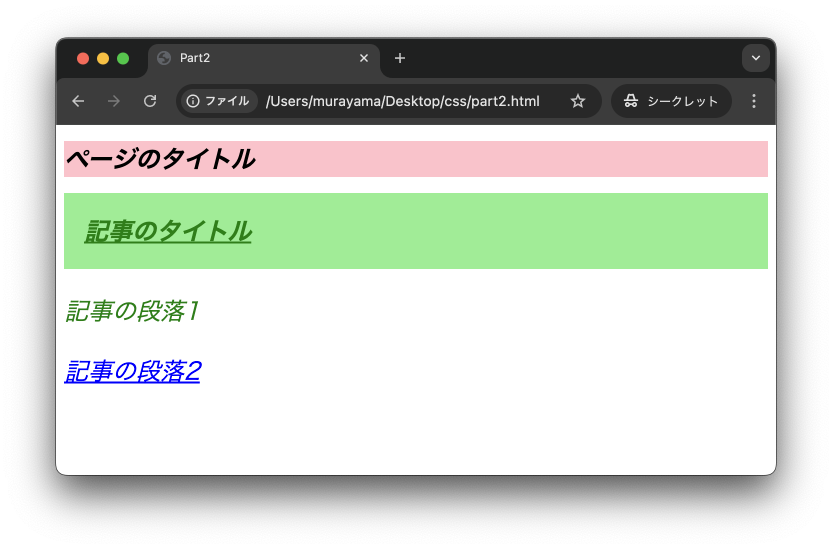 Part2
ファイル /Users/murayama/Desktop/css/part2.html シークレット
ページのタイトル
記事のタイトル
記事の段落1
記事の段落2